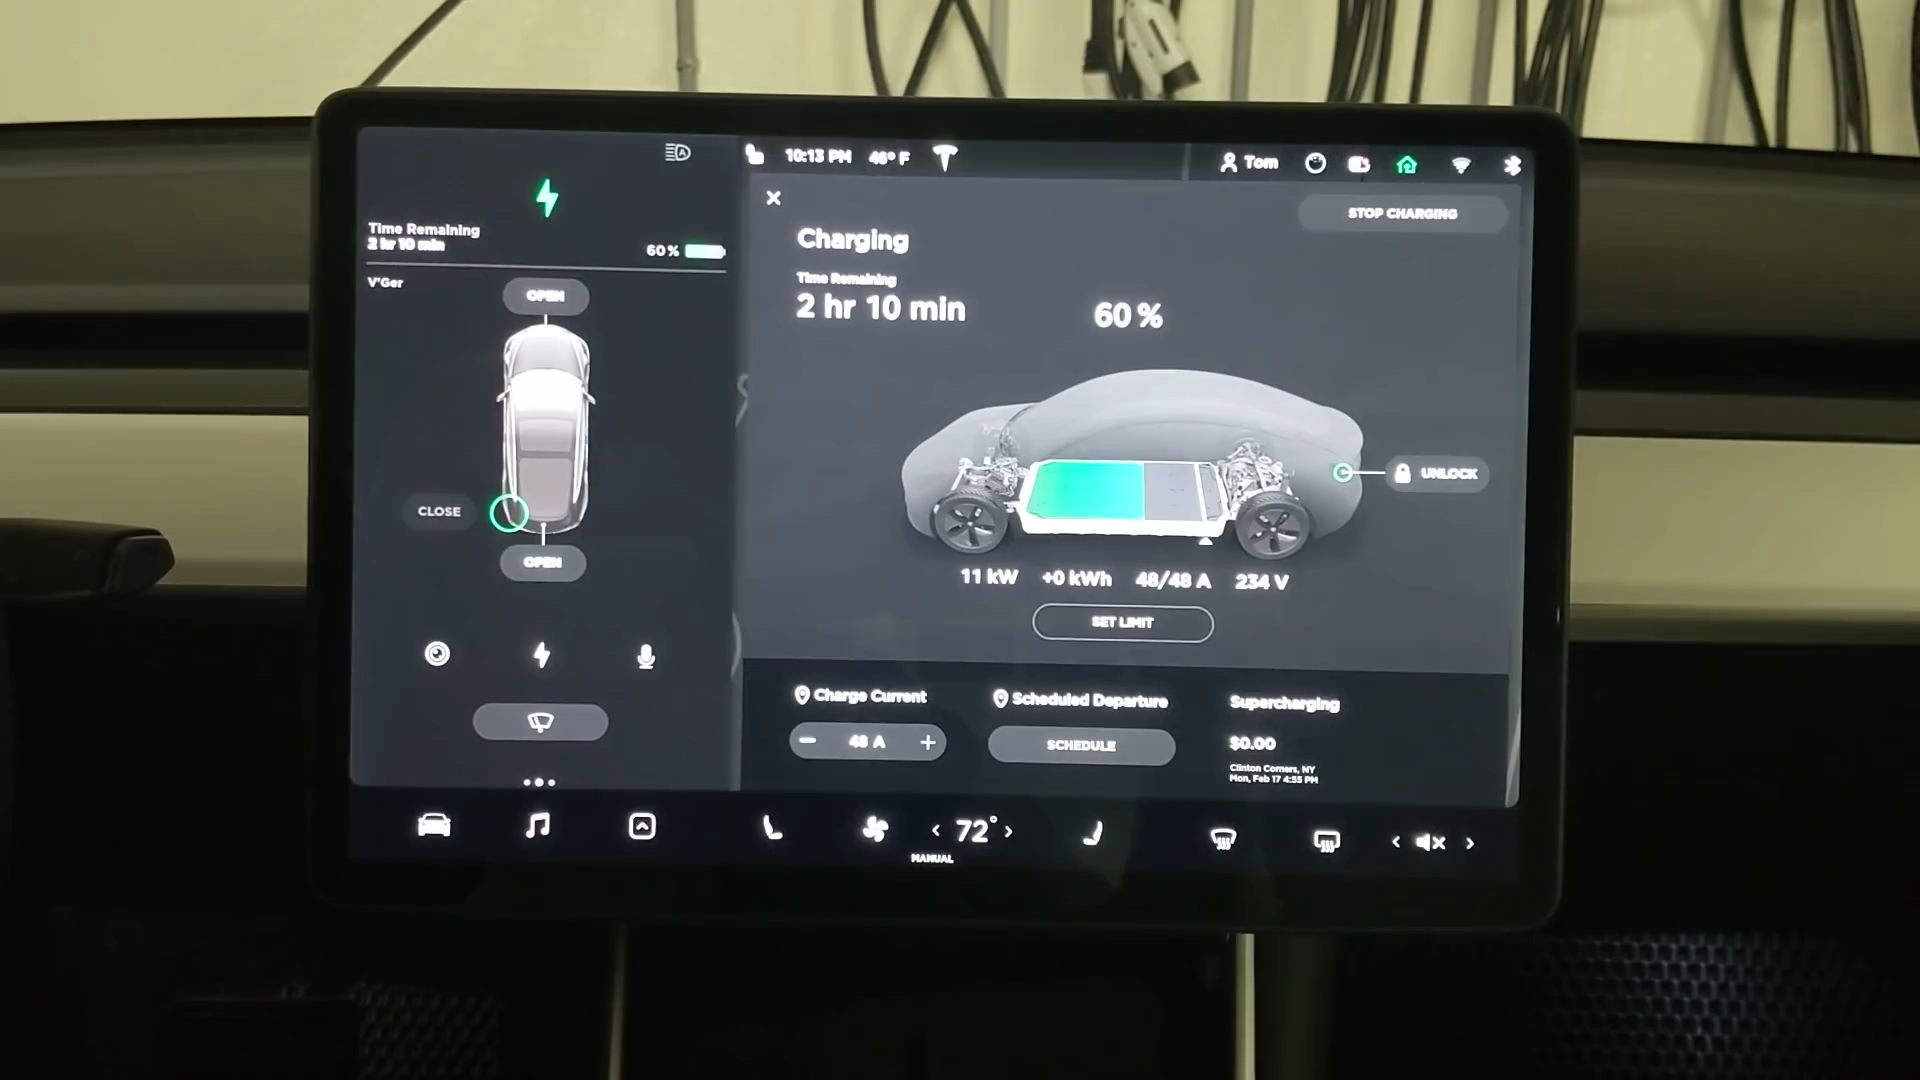 Time Remaining
2 hr 10 min
60 %
V'Ger
OPEN
CLOSE
OPEN
10:13 PM
Tom
STOP CHARGING
Charging
Time Remaining
2 hr 10 min
60 %
UNLOCK
11 kW +0 kWh 48/48 A 234 V
SET LIMIT
Charge Current
48 A
Scheduled Departure
SCHEDULE
Supercharging
$0.00
Clinton Corners, NY
Mon, Feb 17 4:55 PM
72°
MANUAL